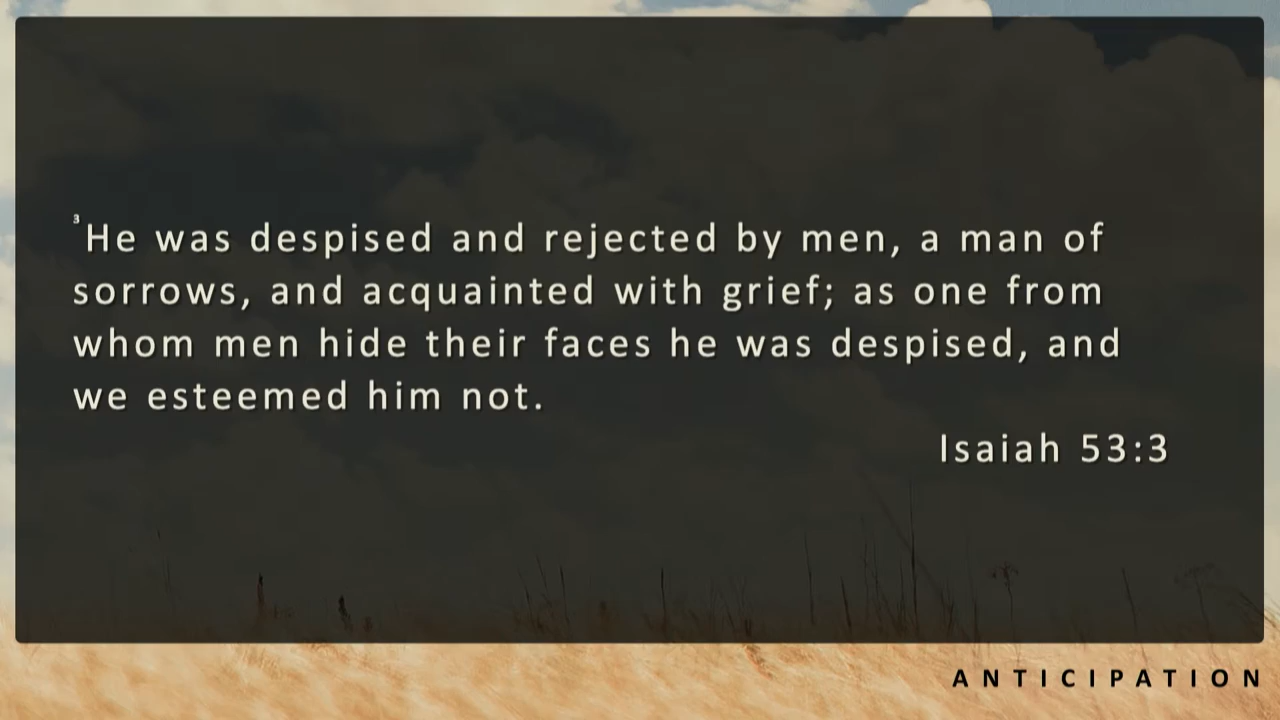 ³He was despised and rejected by men, a man of
sorrows, and acquainted with grief; as one from
whom men hide their faces he was despised, and
we esteemed him not.
Isaiah 53:3
ANTICIPATION